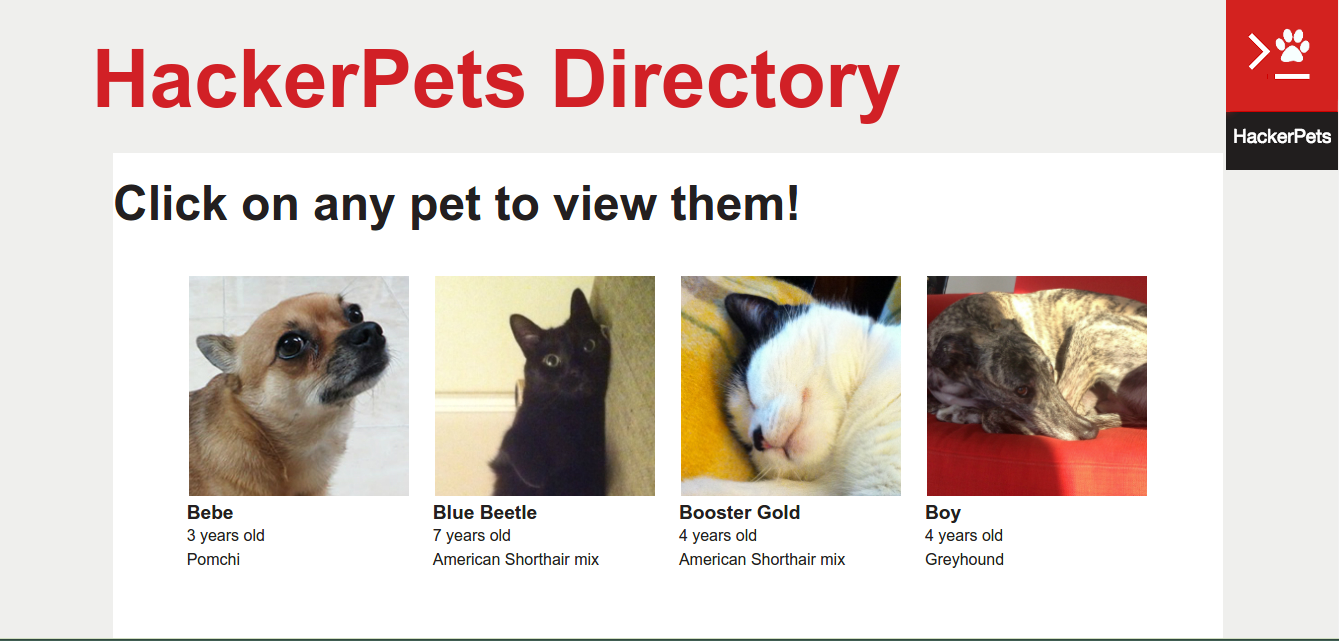 HackerPets Directory
HackerPets
Click on any pet to view them!
Bebe
3 years old
Pomchi
Blue Beetle
7 years old
American Shorthair mix
Booster Gold
4 years old
American Shorthair mix
Boy
4 years old
Greyhound